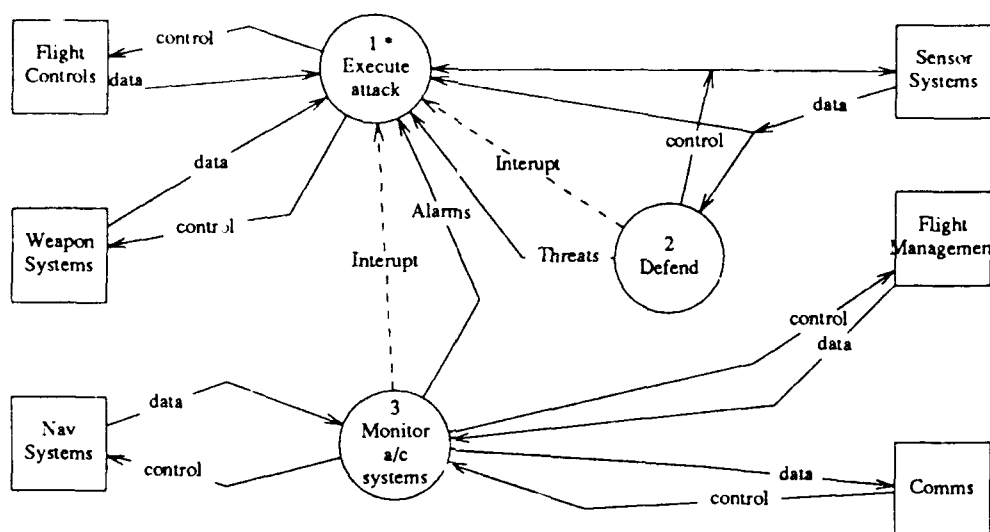 Flight
Controls
control
data
1 *
Execute
attack
Sensor
Systems
data
control
data
Interupt
Weapon
Systems
control
Alarms
Interupt
Threats
2
Defend
Flight
Management
control
data
Nav
Systems
data
control
3
Monitor
a/c
systems
data
control
Comms